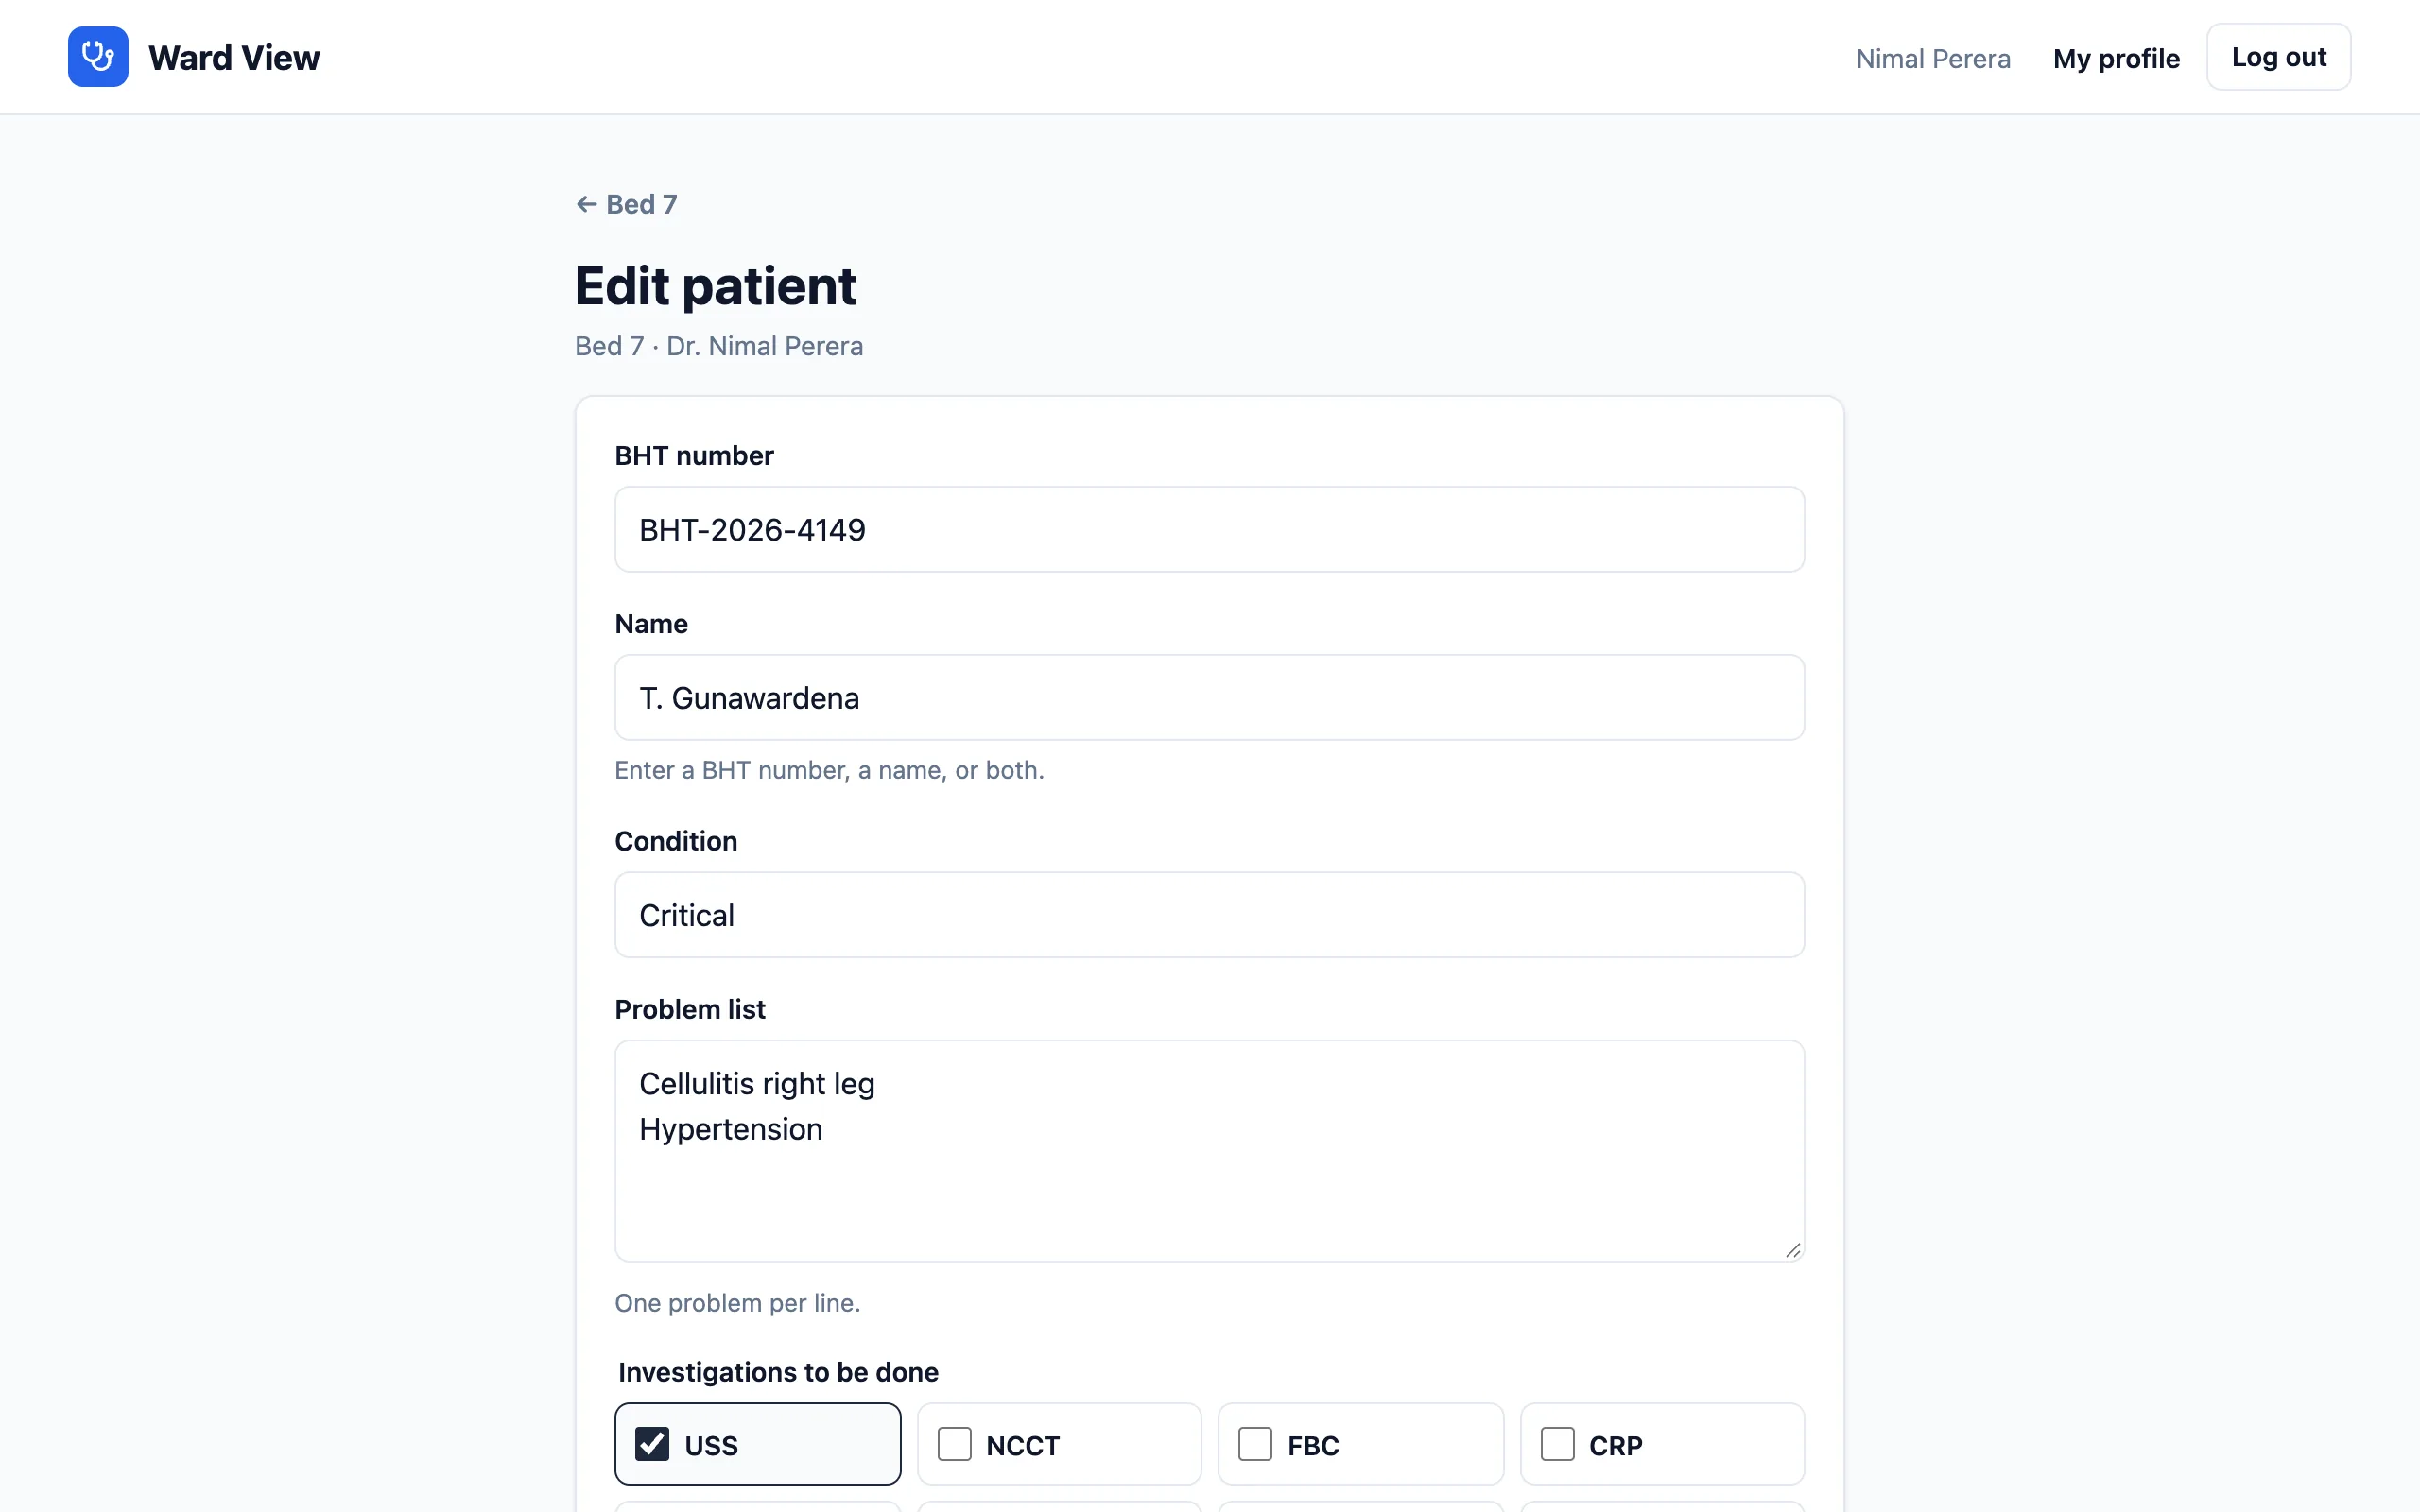 Ward View
Nimal Perera
My profile
Log out
← Bed 7
Edit patient
Bed 7 · Dr. Nimal Perera
BHT number
BHT-2026-4149
Name
T. Gunawardena
Enter a BHT number, a name, or both.
Condition
Critical
Problem list
Cellulitis right leg
Hypertension
One problem per line.
Investigations to be done
USS
NCCT
FBC
CRP